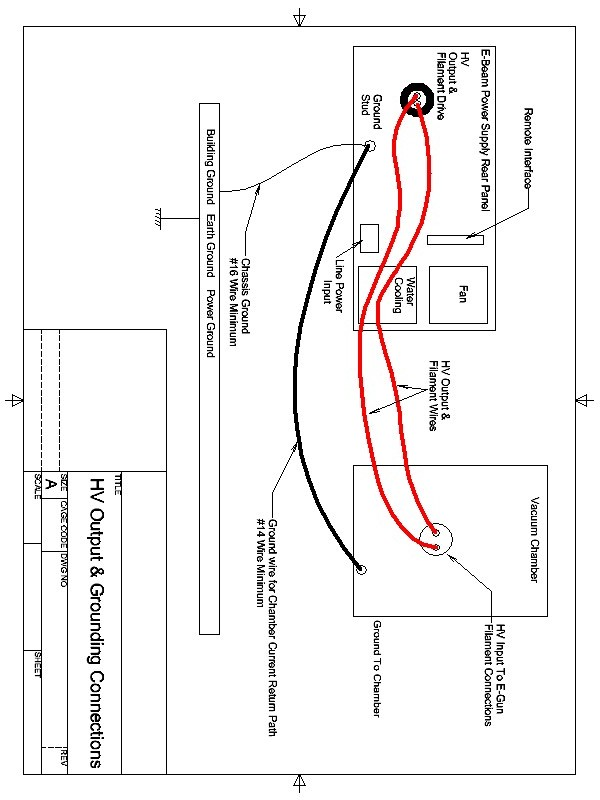 E-Beam Power Supply Rear Panel
HV
Output &
Filament Drive
Ground
Stud
Remote Interface
Fan
Water
Cooling
Line Power
Input
HV Output &
Filament Wires
Vacuum Chamber
HV Input To E-Gun
Filament Connections
Ground To Chamber
Building Ground Earth Ground Power Ground
Chassis Ground
#16 Wire Minimum
Ground wire for Chamber Current Return Path
#14 Wire Minimum
TITLE
HV Output & Grounding Connections
SIZE CAGE CODE DWG NO REV
A
SCALE SHEET